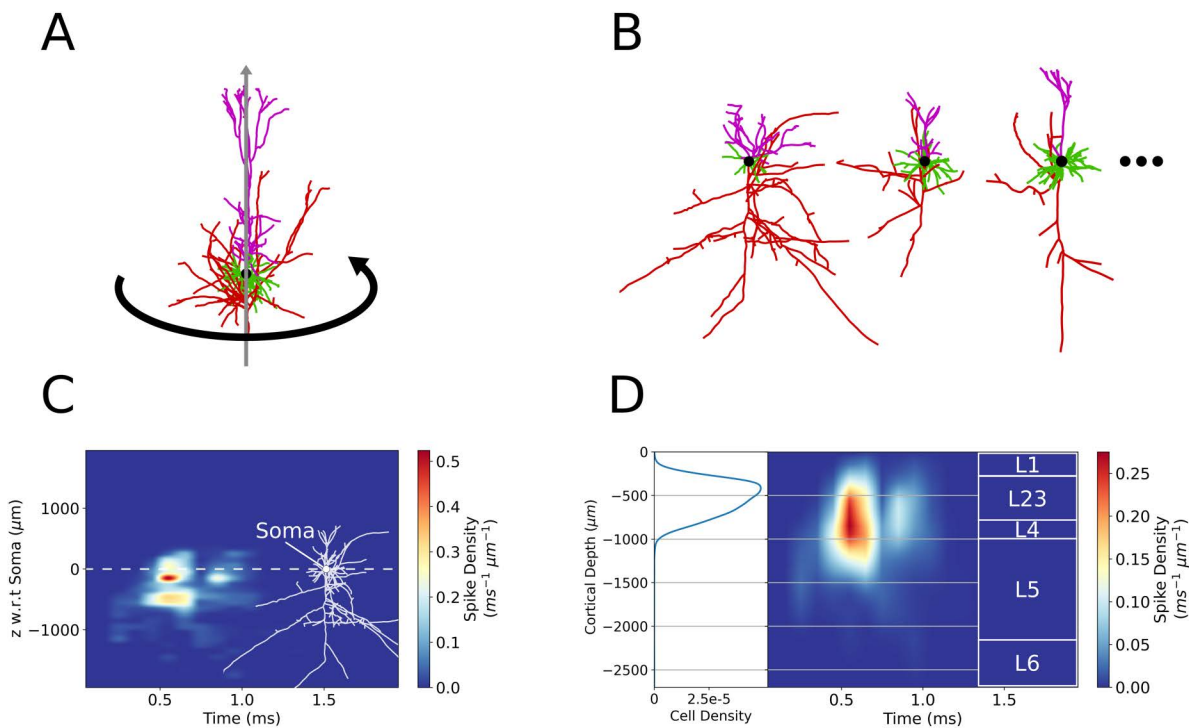 A
B
C
1000
0
−1000
z w.r.t Soma (μm)
Soma
0.5
1.0
1.5
Time (ms)
0.5
0.4
0.3
0.2
0.1
0.0
Spike Density
(ms⁻¹ μm⁻¹)
D
0
−500
−1000
−1500
−2000
−2500
Cortical Depth (μm)
0
2.5e-5
Cell Density
0.5
1.0
1.5
Time (ms)
L1
L23
L4
L5
L6
0.25
0.20
0.15
0.10
0.05
0.00
Spike Density
(ms⁻¹ μm⁻¹)